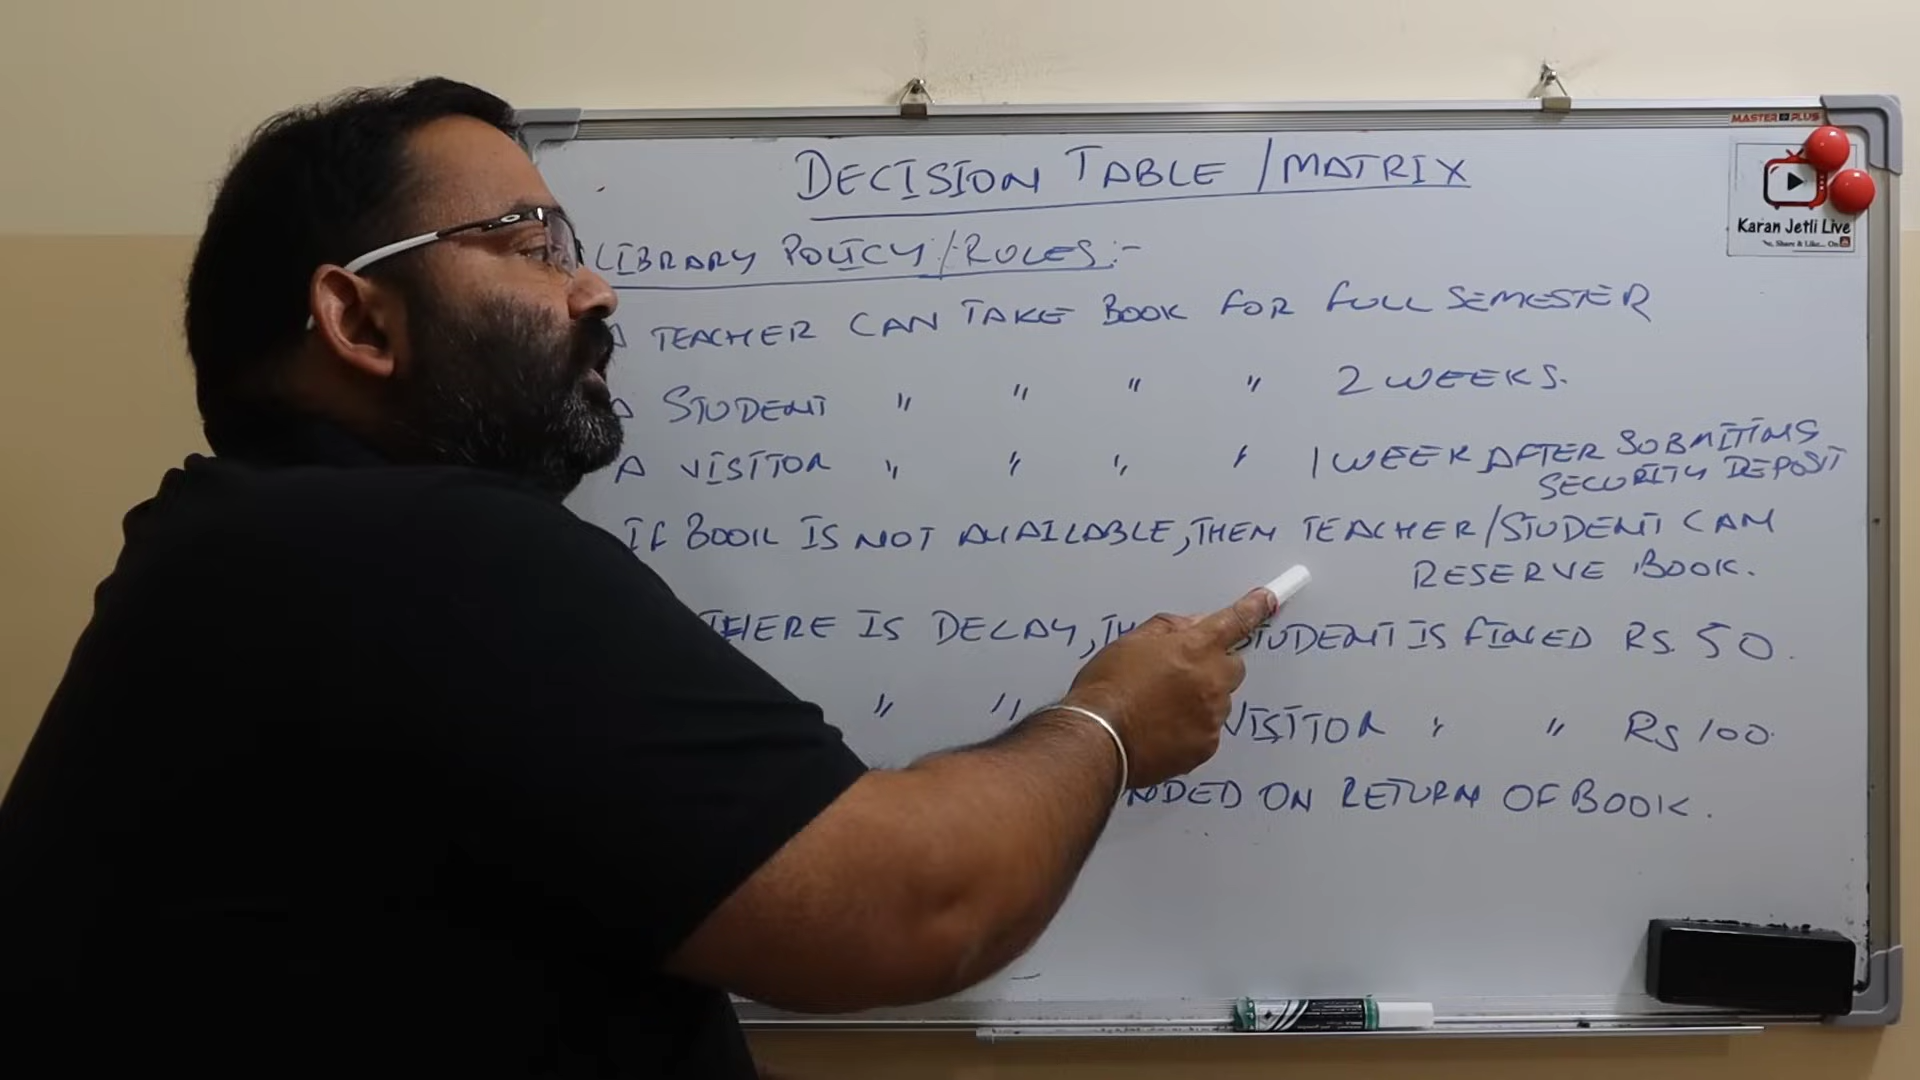 MASTER PLUS
DECISION TABLE / MATRIX
Karan Jetli Live
LIBRARY POLICY / RULES :-
A TEACHER CAN TAKE BOOK FOR FULL SEMESTER
A STUDENT " " " " 2 WEEKS.
A VISITOR " " " " 1 WEEK AFTER SUBMITING
SECURITY DEPOSIT
IF BOOK IS NOT AVAILABLE, THEN TEACHER/STUDENT CAN
RESERVE BOOK.
THERE IS DELAY, STUDENT IS FINED RS. 50.
" " VISITOR " " RS 100.
ON RETURN OF BOOK.